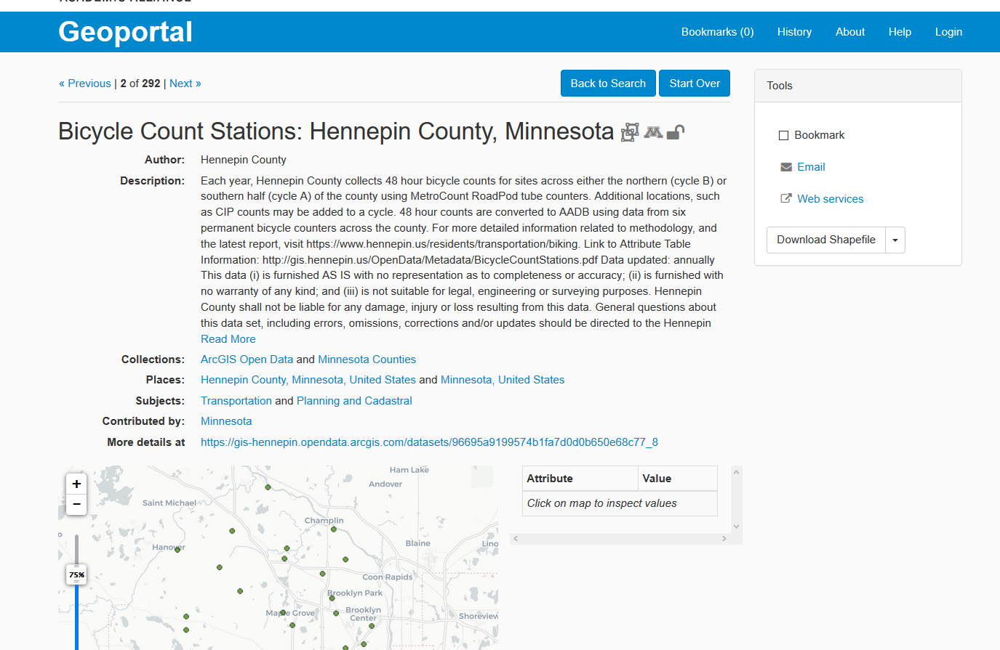 ACADEMIC ALLIANCE
Geoportal
Bookmarks (0) History About Help Login
« Previous | 2 of 292 | Next »
Back to Search Start Over
Tools
Bookmark
Email
Web services
Download Shapefile
Bicycle Count Stations: Hennepin County, Minnesota
Author: Hennepin County
Description: Each year, Hennepin County collects 48 hour bicycle counts for sites across either the northern (cycle B) or
southern half (cycle A) of the county using MetroCount RoadPod tube counters. Additional locations, such
as CIP counts may be added to a cycle. 48 hour counts are converted to AADB using data from six
permanent bicycle counters across the county. For more detailed information related to methodology, and
the latest report, visit https://www.hennepin.us/residents/transportation/biking. Link to Attribute Table
Information: http://gis.hennepin.us/OpenData/Metadata/BicycleCountStations.pdf Data updated: annually
This data (i) is furnished AS IS with no representation as to completeness or accuracy; (ii) is furnished with
no warranty of any kind; and (iii) is not suitable for legal, engineering or surveying purposes. Hennepin
County shall not be liable for any damage, injury or loss resulting from this data. General questions about
this data set, including errors, omissions, corrections and/or updates should be directed to the Hennepin
Read More
Collections: ArcGIS Open Data and Minnesota Counties
Places: Hennepin County, Minnesota, United States and Minnesota, United States
Subjects: Transportation and Planning and Cadastral
Contributed by: Minnesota
More details at https://gis-hennepin.opendata.arcgis.com/datasets/96695a9199574b1fa7d0d0b650e68c77_8
+
−
75%
Ham Lake
Andover
Saint Michael
Champlin
Blaine
Lino
Hanover
Coon Rapids
Brooklyn Park
Maple Grove
Brooklyn
Center
Shoreview
Attribute Value
Click on map to inspect values